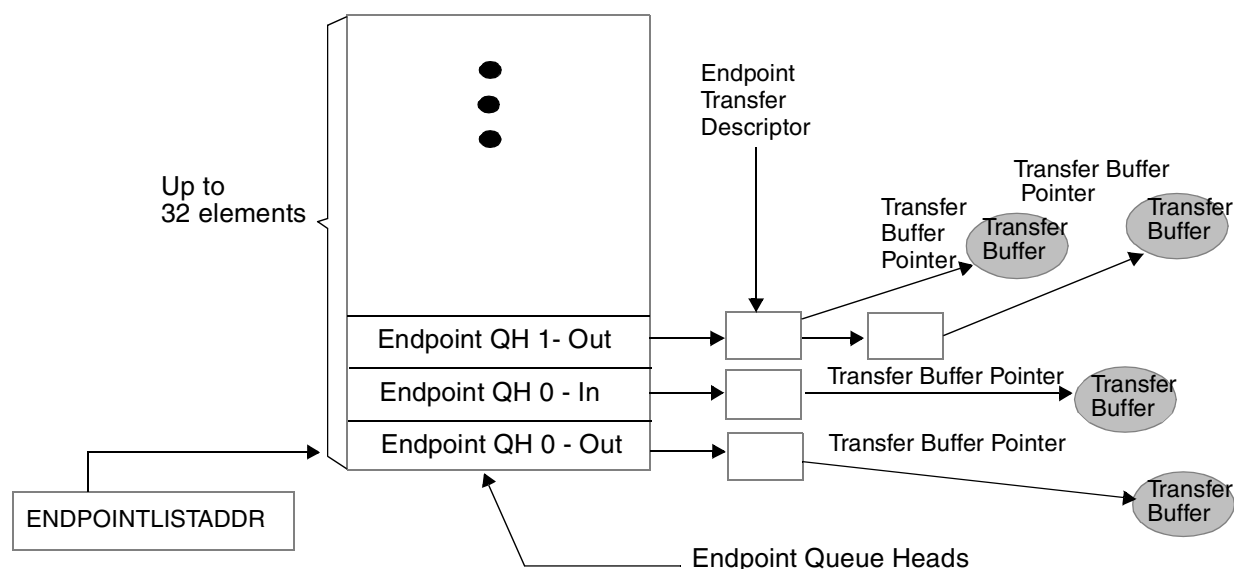 Endpoint
Transfer
Descriptor
Transfer Buffer
Pointer
Up to
32 elements
Transfer
Buffer
Pointer
Transfer
Buffer
Transfer
Buffer
Endpoint QH 1- Out
Endpoint QH 0 - In
Transfer Buffer Pointer
Transfer
Buffer
Endpoint QH 0 - Out
Transfer Buffer Pointer
Transfer
Buffer
ENDPOINTLISTADDR
Endpoint Queue Heads